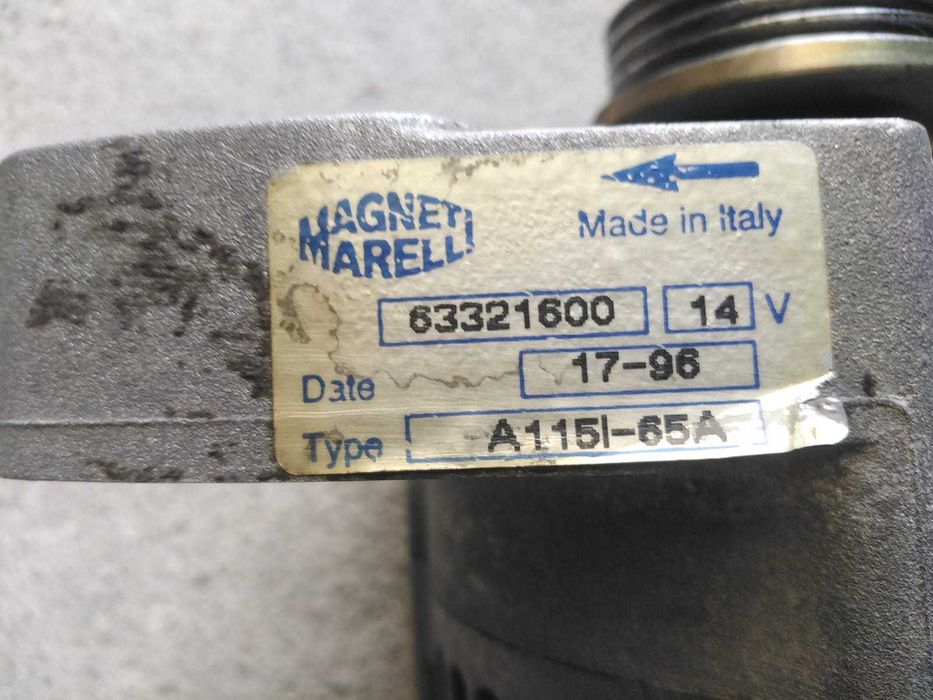 MAGNETI
MARELLI
Made in Italy
63321600 14 V
Date 17-96
Type A115I-65A